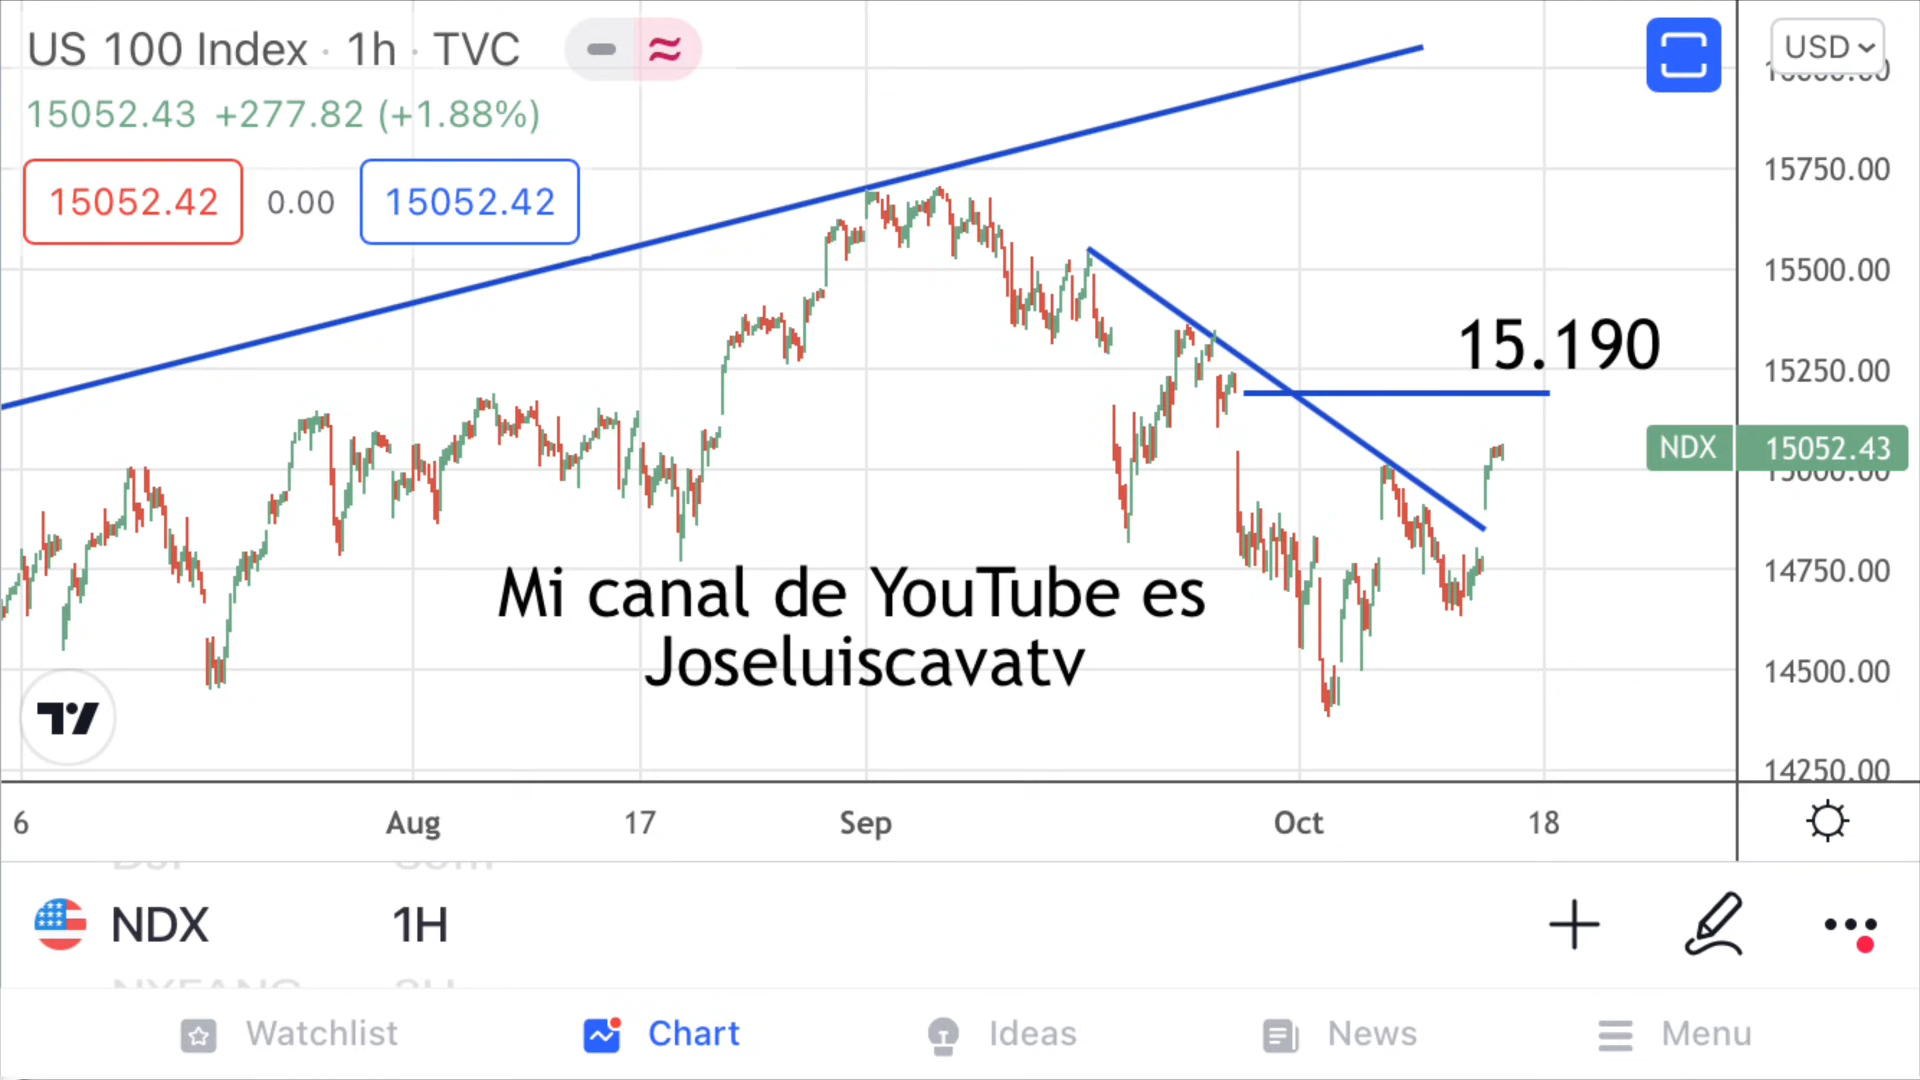 US 100 Index · 1h · TVC
USD
15052.43 +277.82 (+1.88%)
15052.42 0.00 15052.42
15750.00
15500.00
15.190
15250.00
NDX 15052.43
15000.00
14750.00
14500.00
14250.00
Mi canal de YouTube es
Joseluiscavatv
6 Aug 17 Sep Oct 18
NDX 1H
Watchlist Chart Ideas News Menu